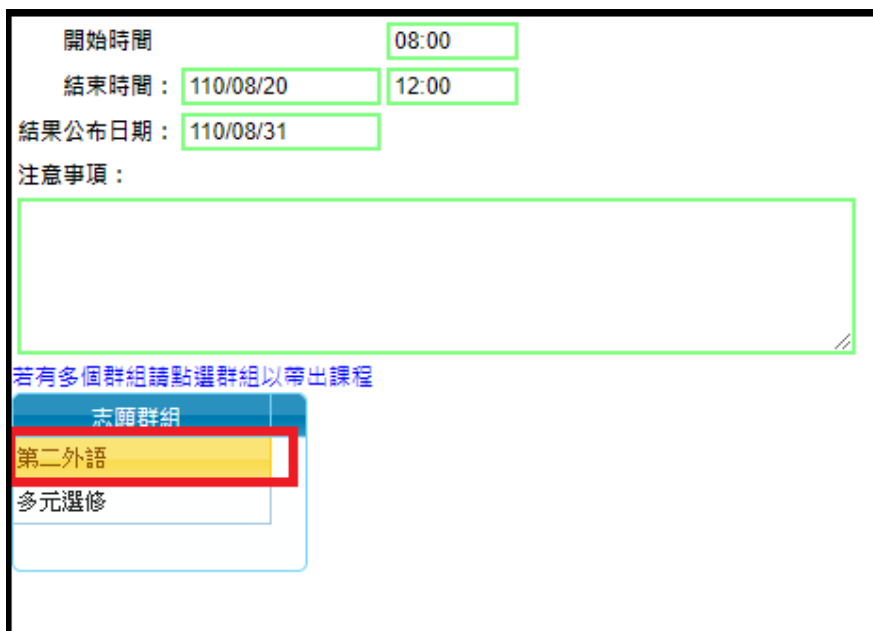 開始時間 08:00
結束時間： 110/08/20 12:00
結果公布日期： 110/08/31
注意事項：
若有多個群組請點選群組以帶出課程
志願群組
第二外語
多元選修